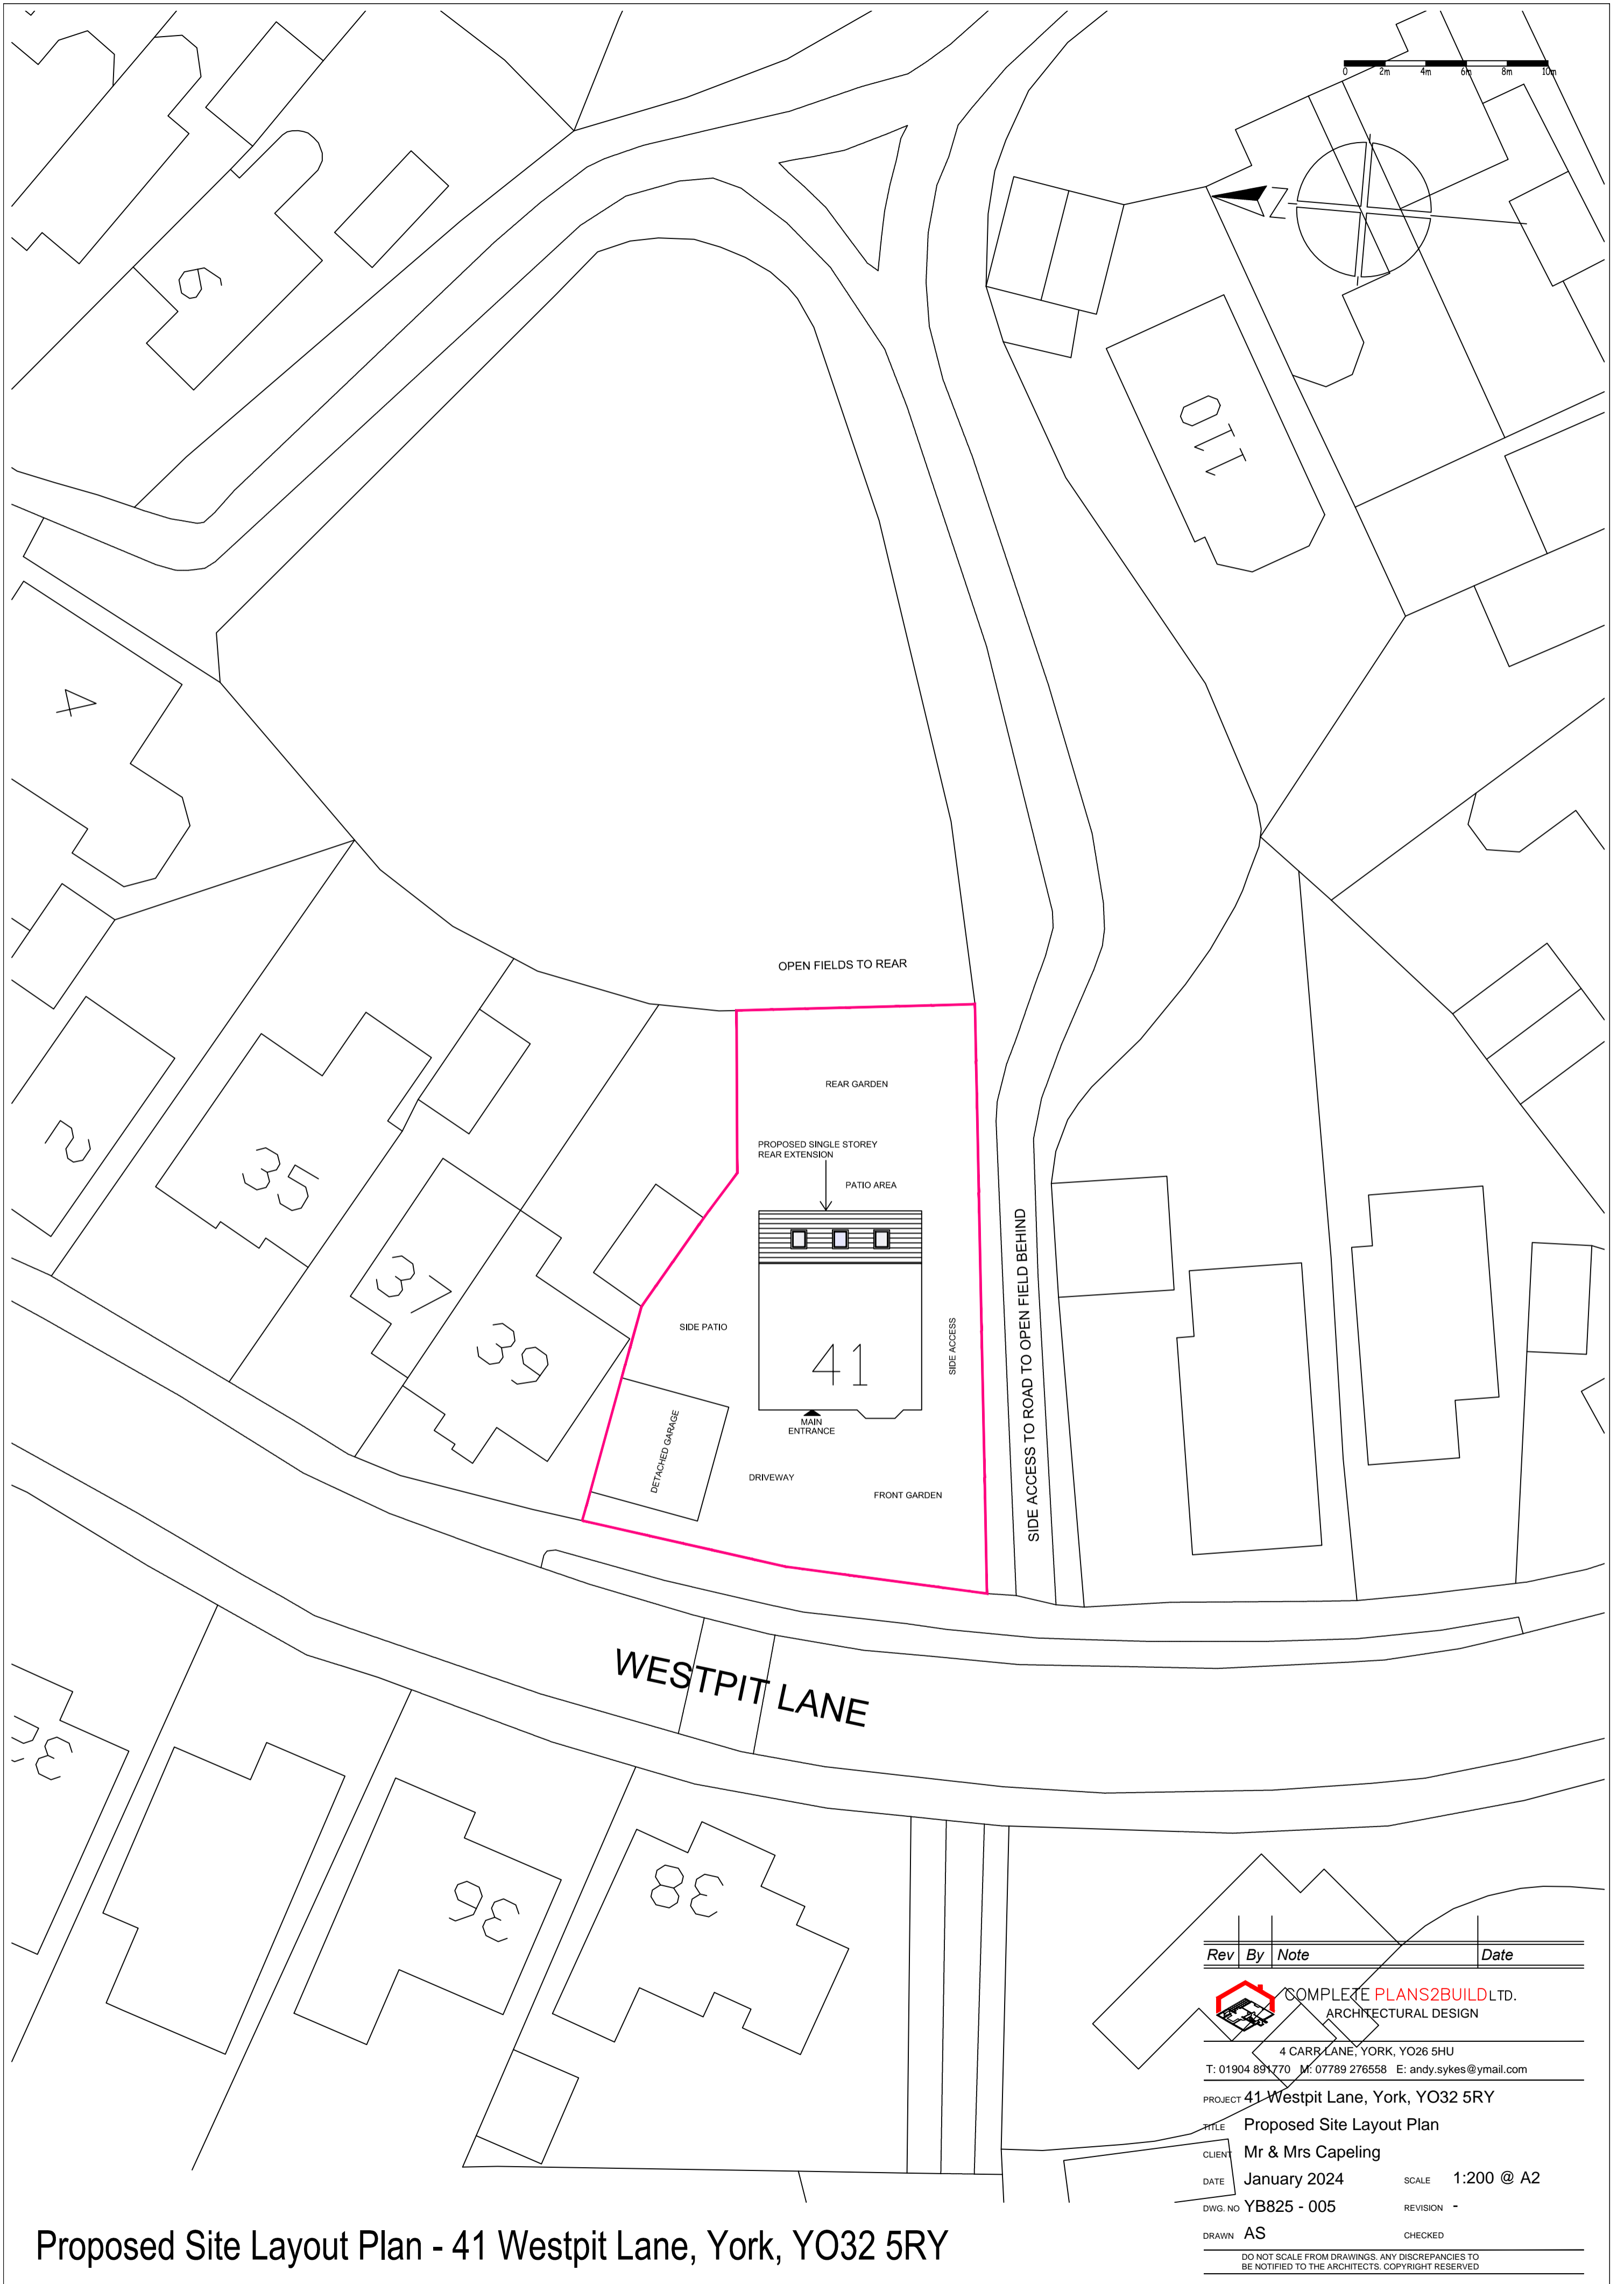 0 2m 4m 6m 8m 10m
N
9
110
4
OPEN FIELDS TO REAR
REAR GARDEN
PROPOSED SINGLE STOREY
REAR EXTENSION
PATIO AREA
2
35
37
39
SIDE PATIO
41
SIDE ACCESS
SIDE ACCESS TO ROAD TO OPEN FIELD BEHIND
MAIN
ENTRANCE
DETACHED GARAGE
DRIVEWAY
FRONT GARDEN
WESTPIT LANE
36
38
Rev By Note Date
COMPLETE PLANS2BUILD LTD.
ARCHITECTURAL DESIGN
4 CARR LANE, YORK, YO26 5HU
T: 01904 891770 M: 07789 276558 E: andy.sykes@ymail.com
PROJECT 41 Westpit Lane, York, YO32 5RY
TITLE Proposed Site Layout Plan
CLIENT Mr & Mrs Capeling
DATE January 2024 SCALE 1:200 @ A2
DWG. NO YB825 - 005 REVISION -
DRAWN AS CHECKED
DO NOT SCALE FROM DRAWINGS. ANY DISCREPANCIES TO
BE NOTIFIED TO THE ARCHITECTS. COPYRIGHT RESERVED
Proposed Site Layout Plan - 41 Westpit Lane, York, YO32 5RY